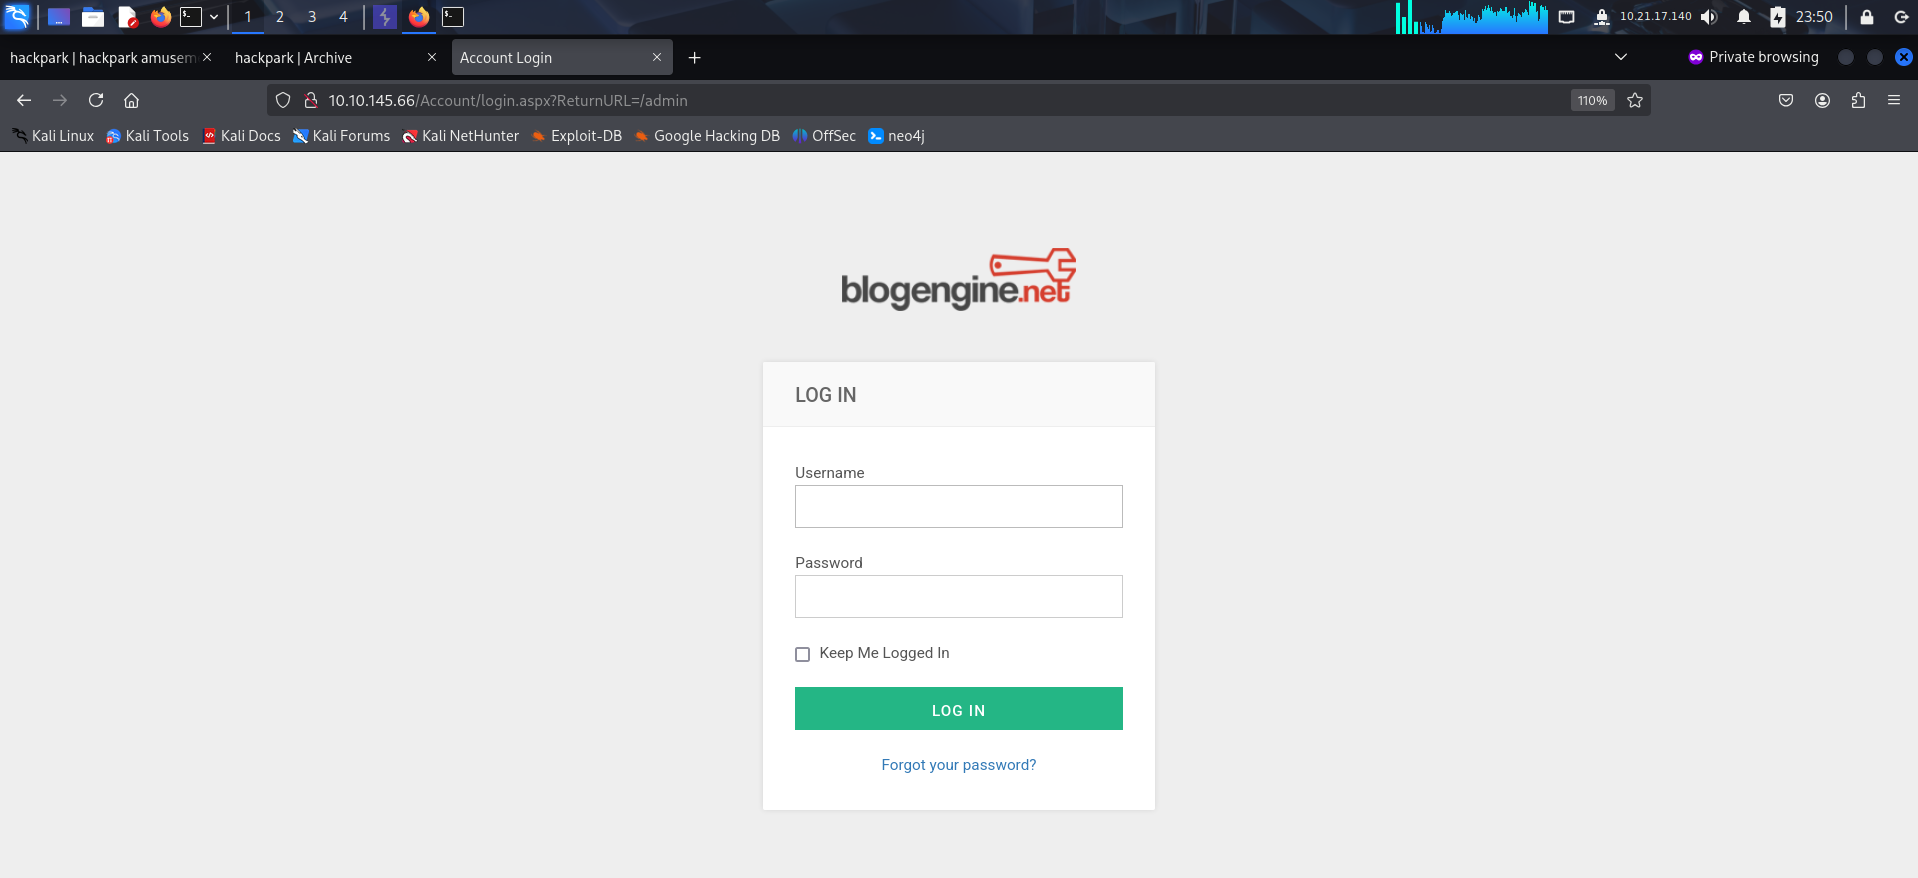 1 2 3 4 10.21.17.140 23:50
hackpark | hackpark amusem hackpark | Archive Account Login Private browsing
10.10.145.66/Account/login.aspx?ReturnURL=/admin 110%
Kali Linux Kali Tools Kali Docs Kali Forums Kali NetHunter Exploit-DB Google Hacking DB OffSec neo4j
blogengine.net
LOG IN
Username
Password
Keep Me Logged In
LOG IN
Forgot your password?